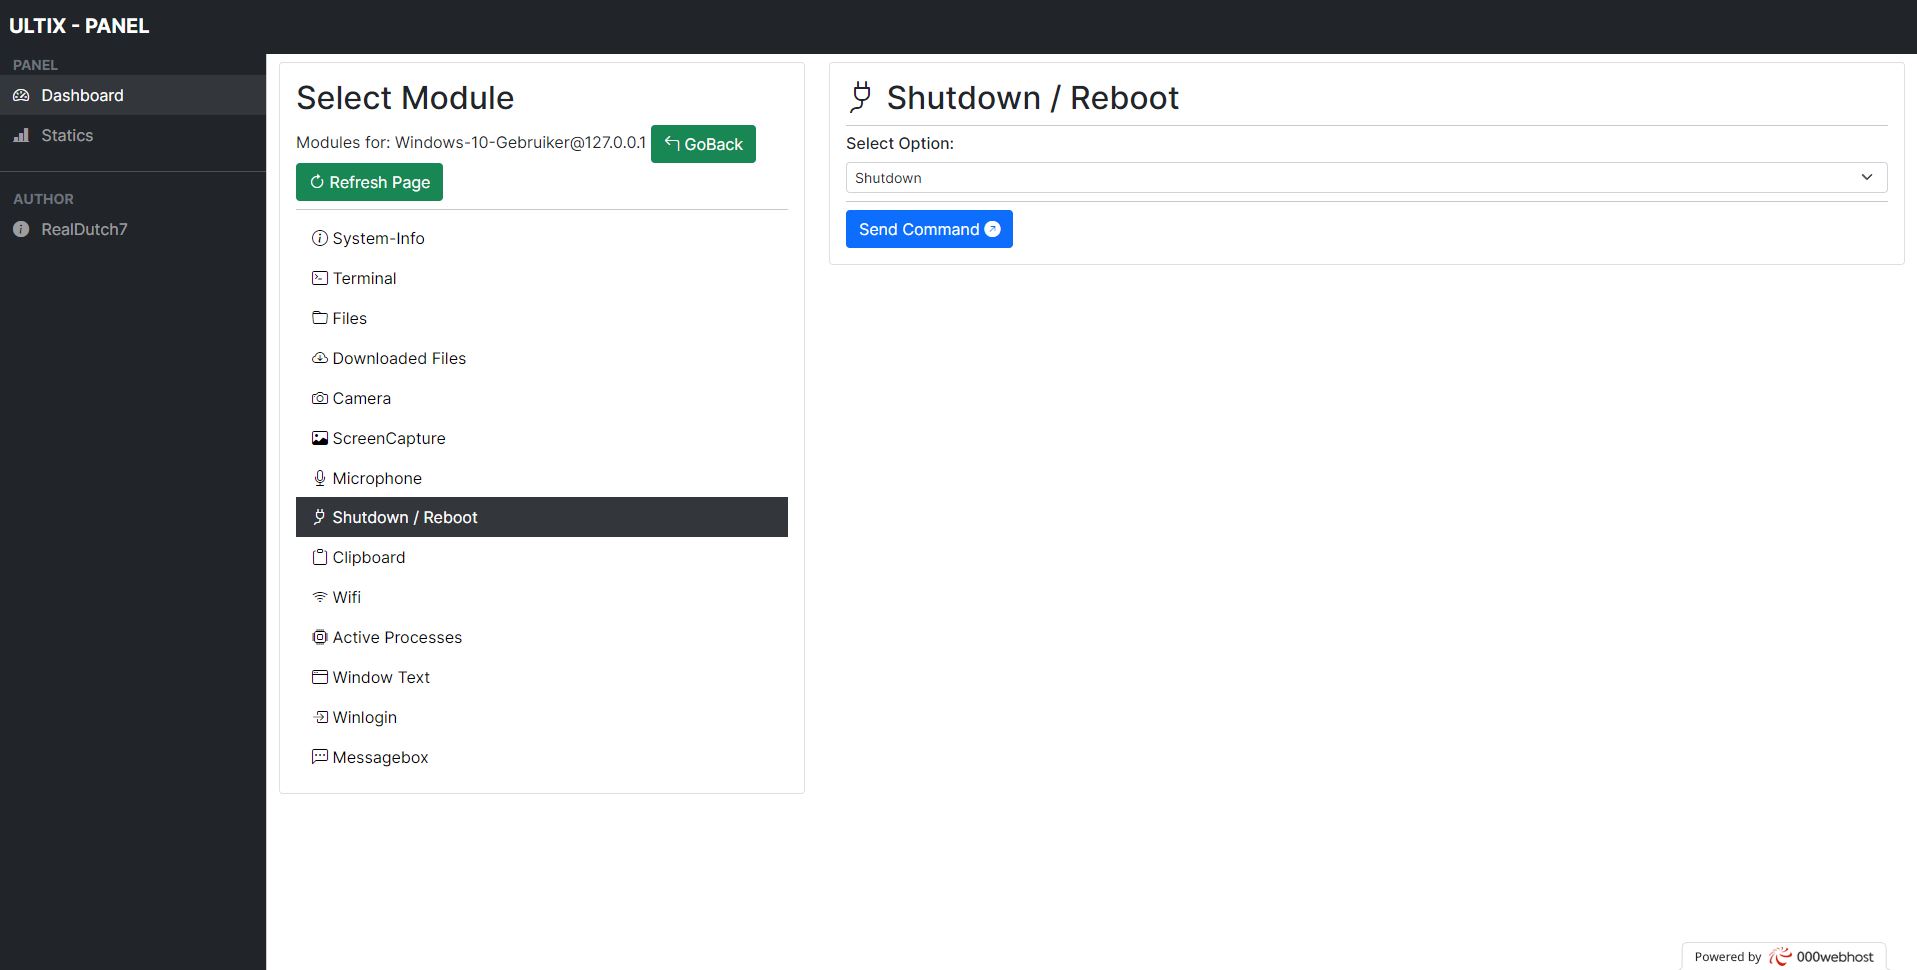 ULTIX - PANEL
PANEL
Dashboard
Statics
AUTHOR
RealDutch7
Select Module
Modules for: Windows-10-Gebruiker@127.0.0.1
GoBack
Refresh Page
System-Info
Terminal
Files
Downloaded Files
Camera
ScreenCapture
Microphone
Shutdown / Reboot
Clipboard
Wifi
Active Processes
Window Text
Winlogin
Messagebox
Shutdown / Reboot
Select Option:
Shutdown
Send Command
Powered by 000webhost